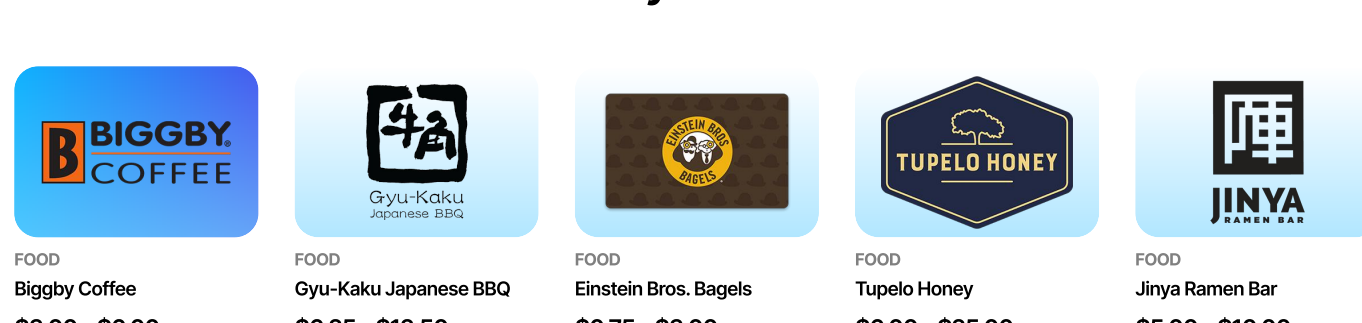 BIGGBY®
COFFEE
B
牛角
Gyu-Kaku
Japanese BBQ
EINSTEIN BROS
BAGELS
TUPELO HONEY
陣
JINYA
RAMEN BAR
FOOD
Biggby Coffee
FOOD
Gyu-Kaku Japanese BBQ
FOOD
Einstein Bros. Bagels
FOOD
Tupelo Honey
FOOD
Jinya Ramen Bar